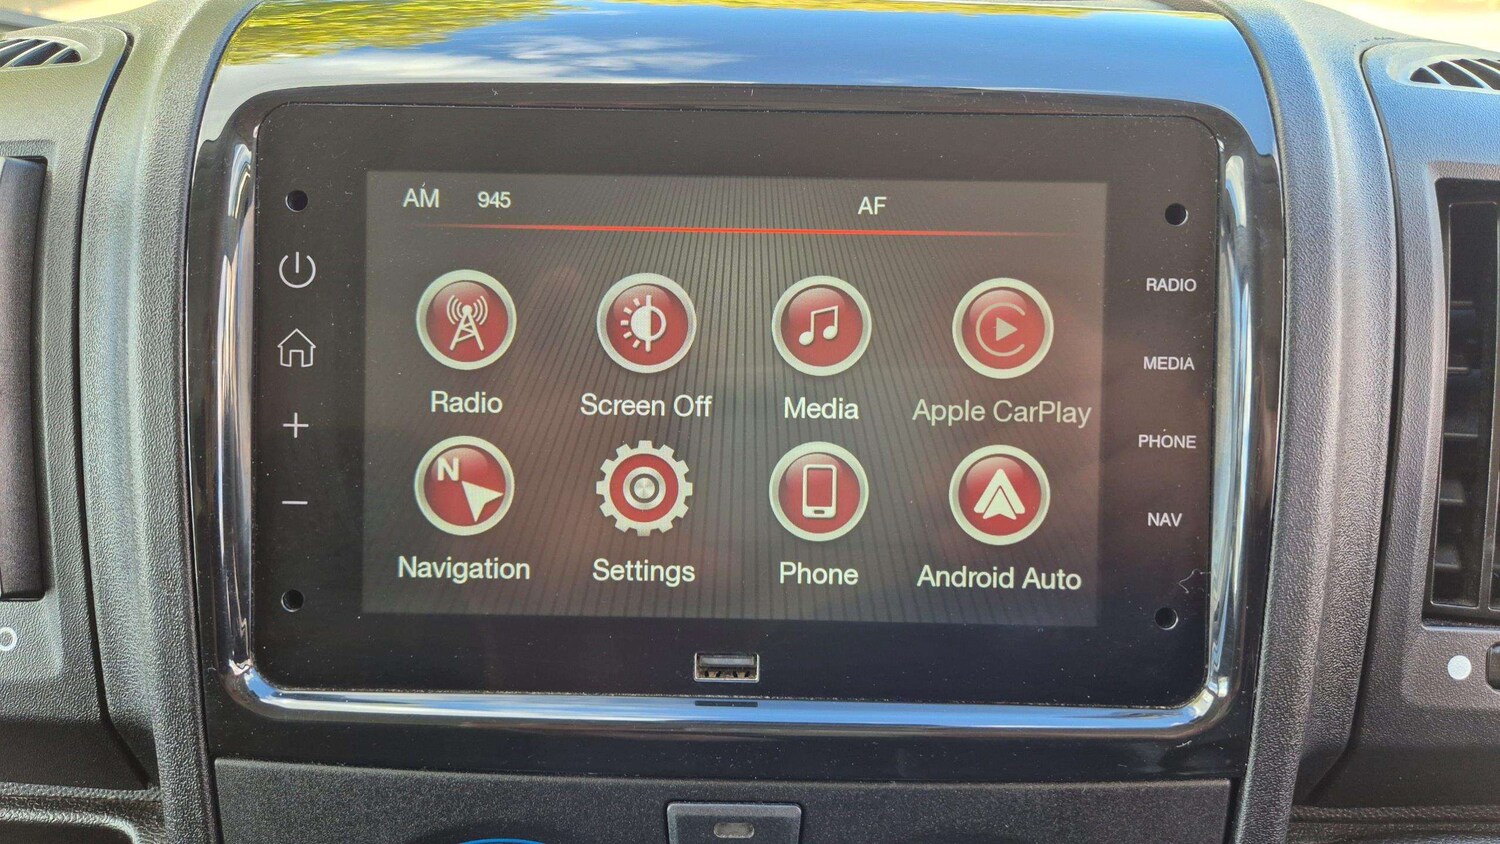 AM 945 AF
RADIO
MEDIA
PHONE
NAV
Radio Screen Off Media Apple CarPlay
N
Navigation Settings Phone Android Auto